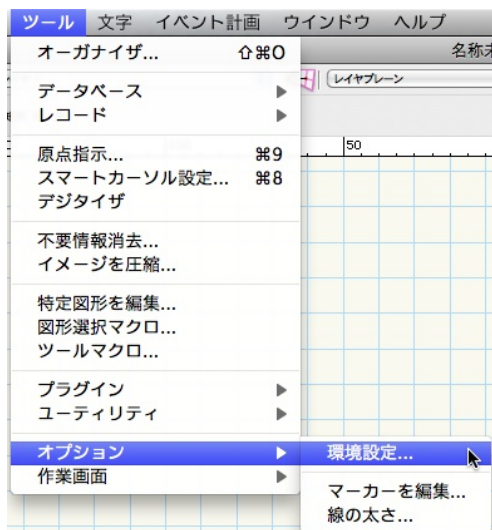 ツール 文字 イベント計画 ウインドウ ヘルプ
オーガナイザ... ⇧⌘O
名称未
レイヤプレーン
データベース
レコード
50
原点指示... ⌘9
スマートカーソル設定... ⌘8
デジタイザ
不要情報消去...
イメージを圧縮...
特定図形を編集...
図形選択マクロ...
ツールマクロ...
プラグイン
ユーティリティ
オプション
環境設定...
作業画面
マーカーを編集...
線の太さ...